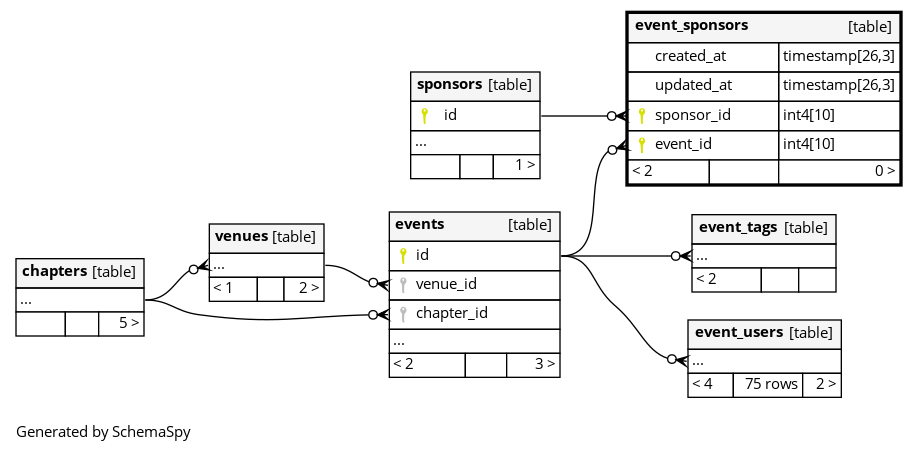 event_sponsors [table]
created_at timestamp[26,3]
updated_at timestamp[26,3]
sponsor_id int4[10]
event_id int4[10]
< 2 0 >
sponsors [table]
id
...
1 >
events [table]
id
venue_id
chapter_id
...
< 2 3 >
venues [table]
...
< 1 2 >
chapters [table]
...
5 >
event_tags [table]
...
< 2
event_users [table]
...
< 4 75 rows 2 >
Generated by SchemaSpy